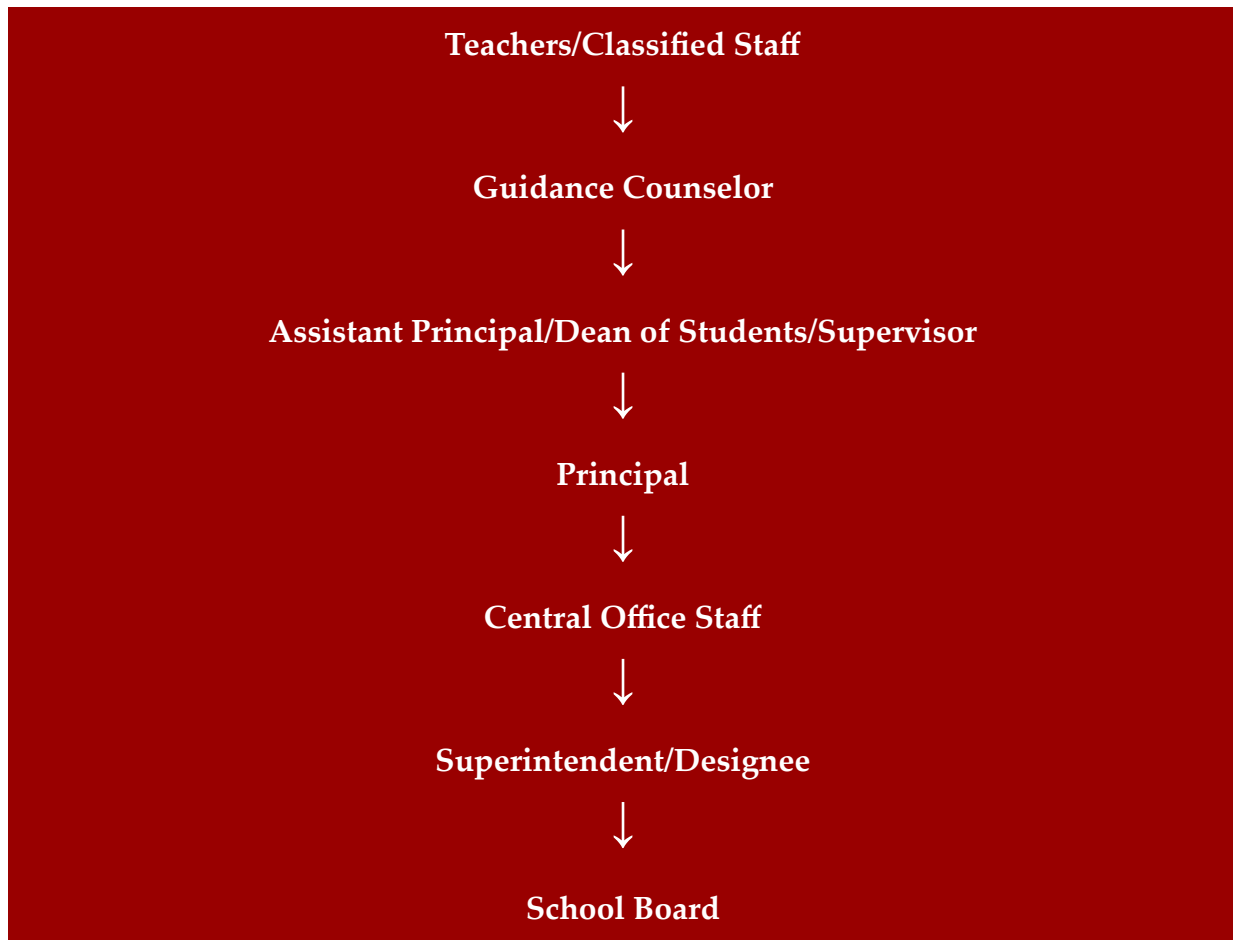 Teachers/Classified Staff
↓
Guidance Counselor
↓
Assistant Principal/Dean of Students/Supervisor
↓
Principal
↓
Central Office Staff
↓
Superintendent/Designee
↓
School Board